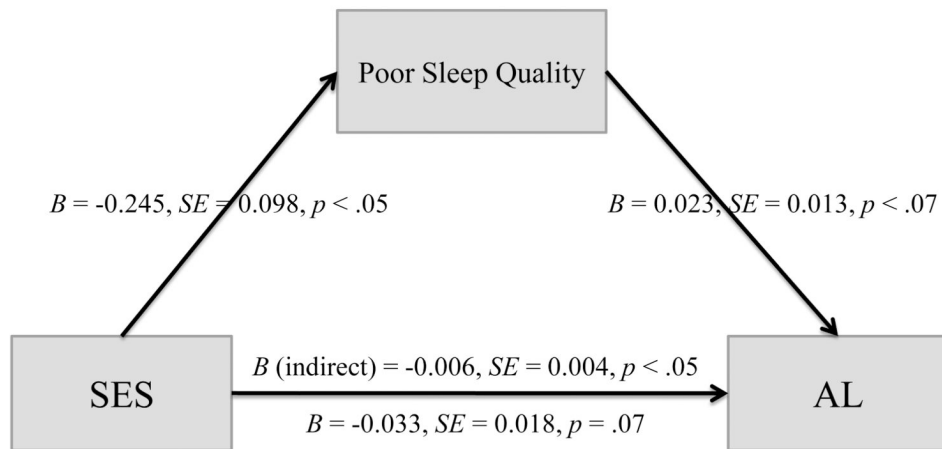 Poor Sleep Quality
B = -0.245, SE = 0.098, p < .05
B = 0.023, SE = 0.013, p < .07
B (indirect) = -0.006, SE = 0.004, p < .05
SES
AL
B = -0.033, SE = 0.018, p = .07